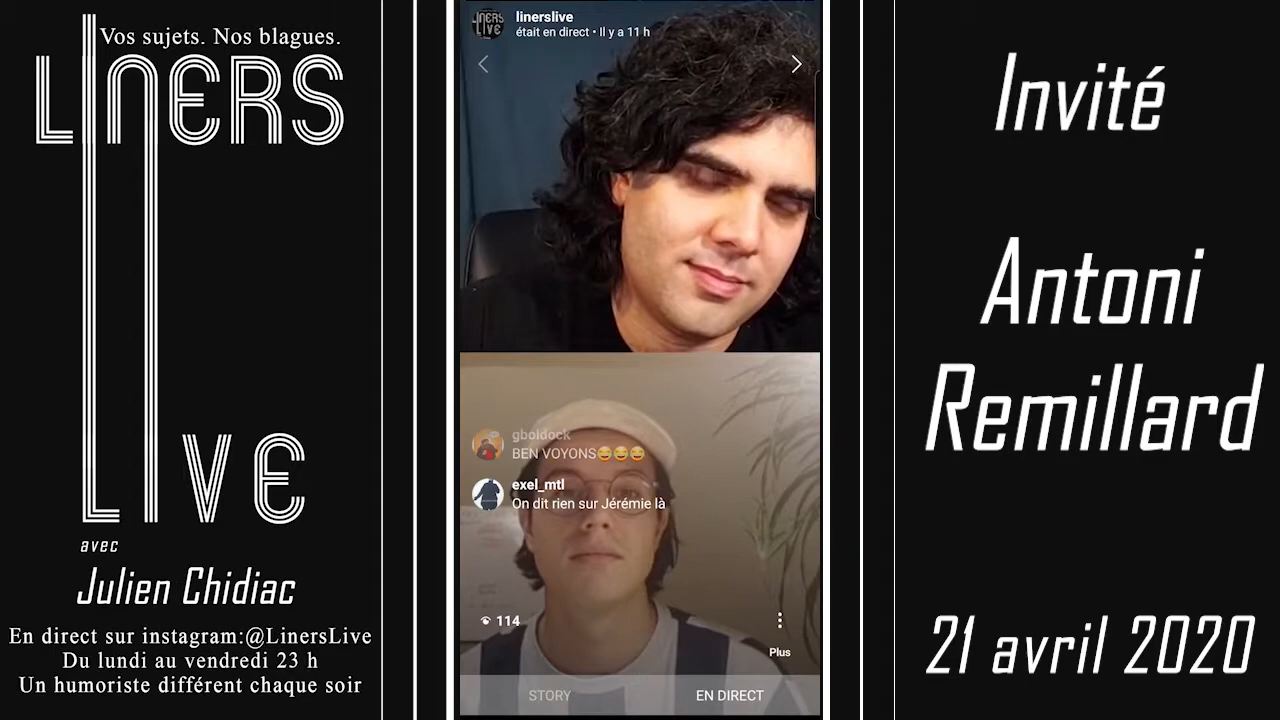 Vos sujets. Nos blagues.
LINERS
LIVE
avec
Julien Chidiac
En direct sur instagram:@LinersLive
Du lundi au vendredi 23 h
Un humoriste différent chaque soir
LINERS
LIVE
linerslive
était en direct • Il y a 11 h
gboldock
BEN VOYONS😂😂😂
exel_mtl
On dit rien sur Jérémie là
114
Plus
STORY
EN DIRECT
Invité
Antoni
Remillard
21 avril 2020